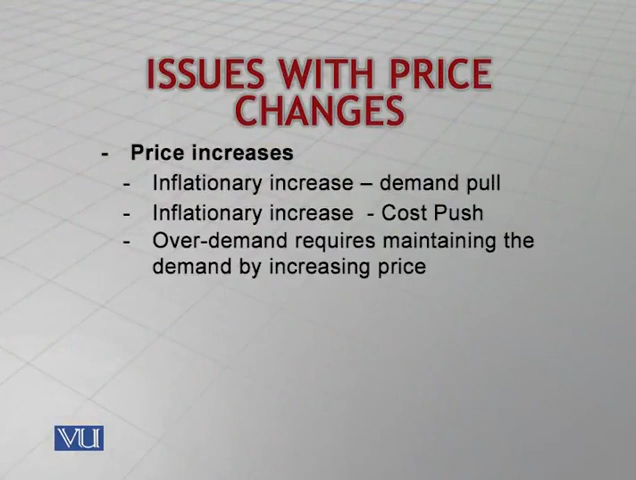 ISSUES WITH PRICE
CHANGES
- Price increases
- Inflationary increase – demand pull
- Inflationary increase - Cost Push
- Over-demand requires maintaining the
demand by increasing price
VU